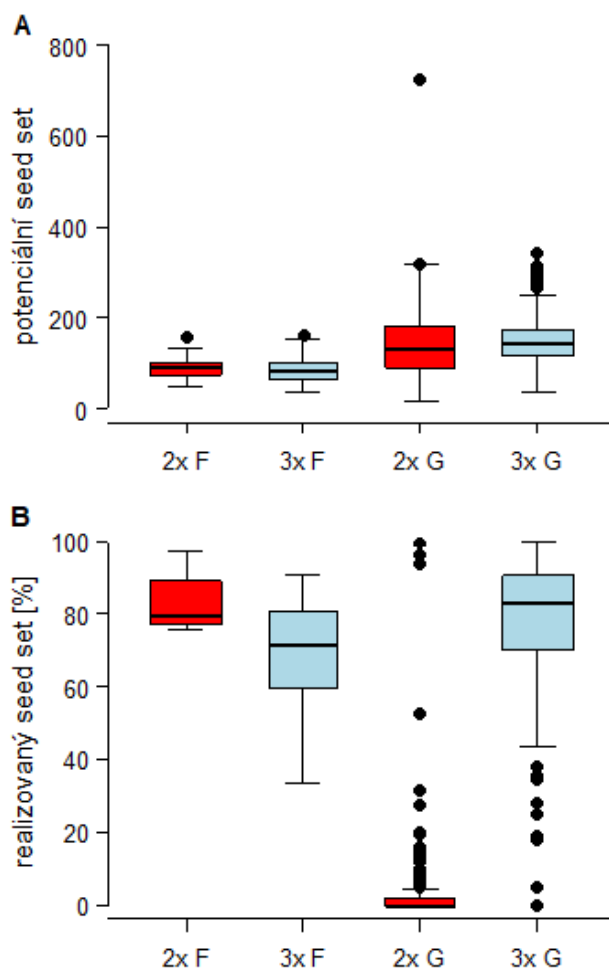 A
potenciální seed set
800
600
400
200
0
2x F 3x F 2x G 3x G
B
realizovaný seed set [%]
100
80
60
40
20
0
2x F 3x F 2x G 3x G